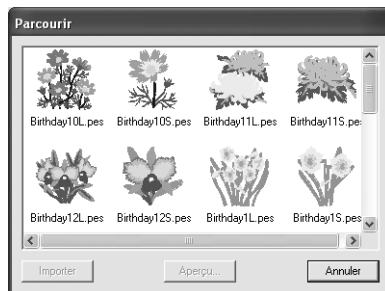 Parcourir
Birthday10L.pes Birthday10S.pes Birthday11L.pes Birthday11S.pe
Birthday12L.pes Birthday12S.pes Birthday1L.pes Birthday1S.pes
Importer Aperçu... Annuler